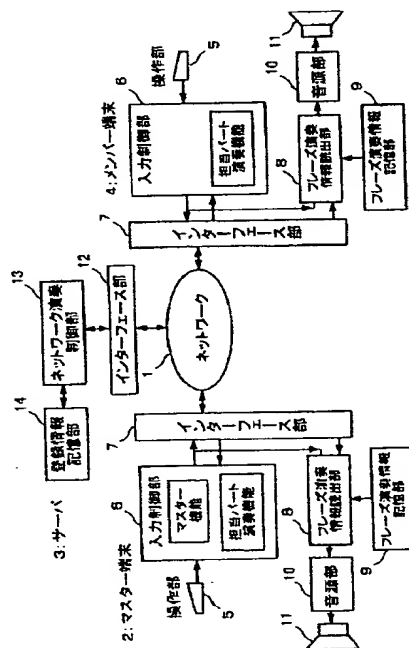 3：サーバ
14
登録情報
記憶部
13
ネットワーク演奏
制御部
12
インターフェース部
1
ネットワーク
2：マスター端末
操作部
5
6
入力制御部
マスター
機能
担当パート
演奏機能
7
インターフェース部
8
フレーズ演奏
情報読出部
9
フレーズ演奏情報
記憶部
10
音源部
11
4：メンバー端末
操作部
5
6
入力制御部
担当パート
演奏機能
7
インターフェース部
8
フレーズ演奏
情報読出部
9
フレーズ演奏情報
記憶部
10
音源部
11